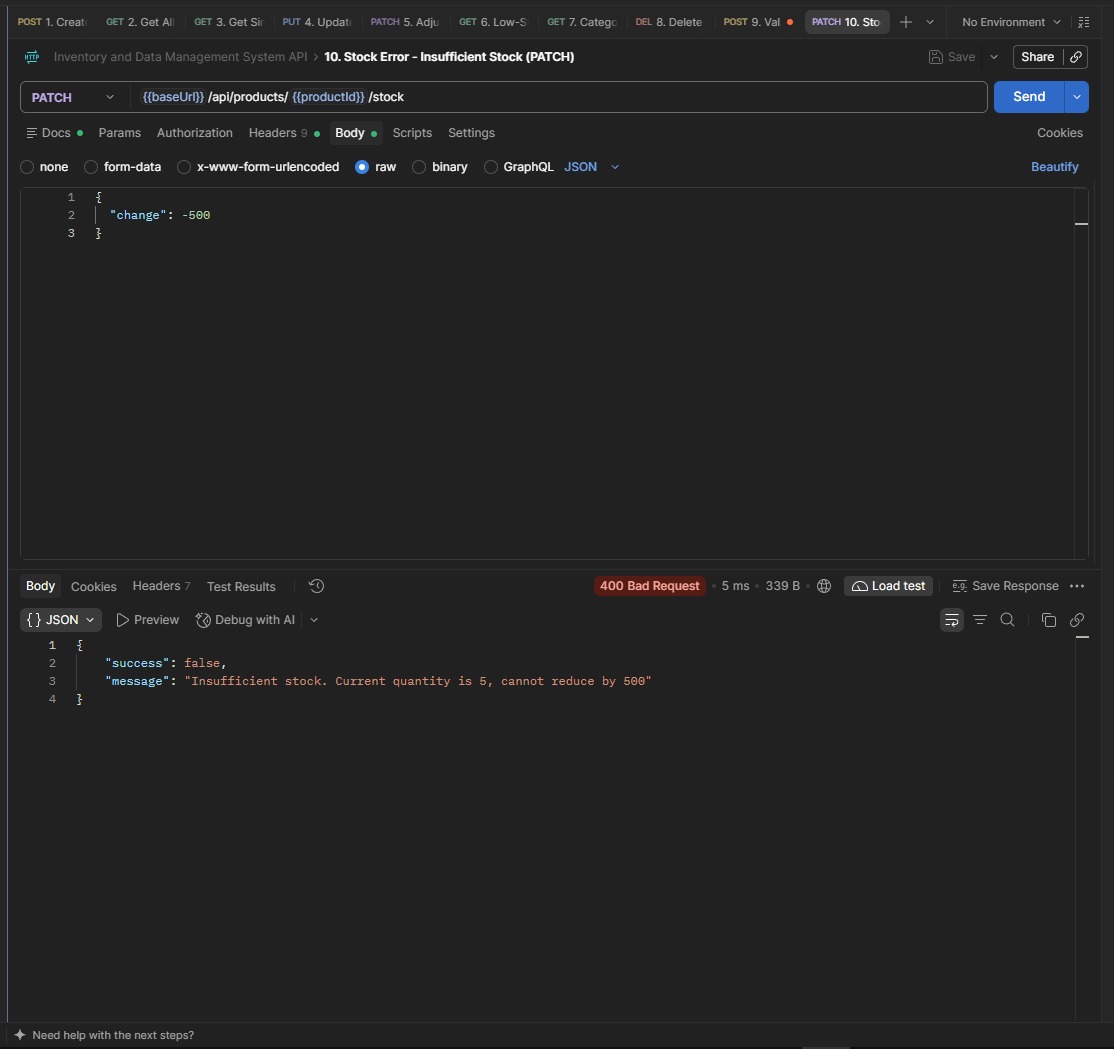 POST 1. Creat GET 2. Get All GET 3. Get Sin PUT 4. Update PATCH 5. Adju GET 6. Low-S GET 7. Catego DEL 8. Delete POST 9. Val PATCH 10. Sto No Environment
HTTP Inventory and Data Management System API > 10. Stock Error - Insufficient Stock (PATCH) Save Share
PATCH {{baseUrl}} /api/products/ {{productId}} /stock Send
Docs Params Authorization Headers 9 Body Scripts Settings Cookies
none form-data x-www-form-urlencoded raw binary GraphQL JSON Beautify
1 {
2 "change": -500
3 }
Body Cookies Headers 7 Test Results 400 Bad Request 5 ms 339 B Load test e.g. Save Response
{} JSON Preview Debug with AI
1 {
2 "success": false,
3 "message": "Insufficient stock. Current quantity is 5, cannot reduce by 500"
4 }
Need help with the next steps?